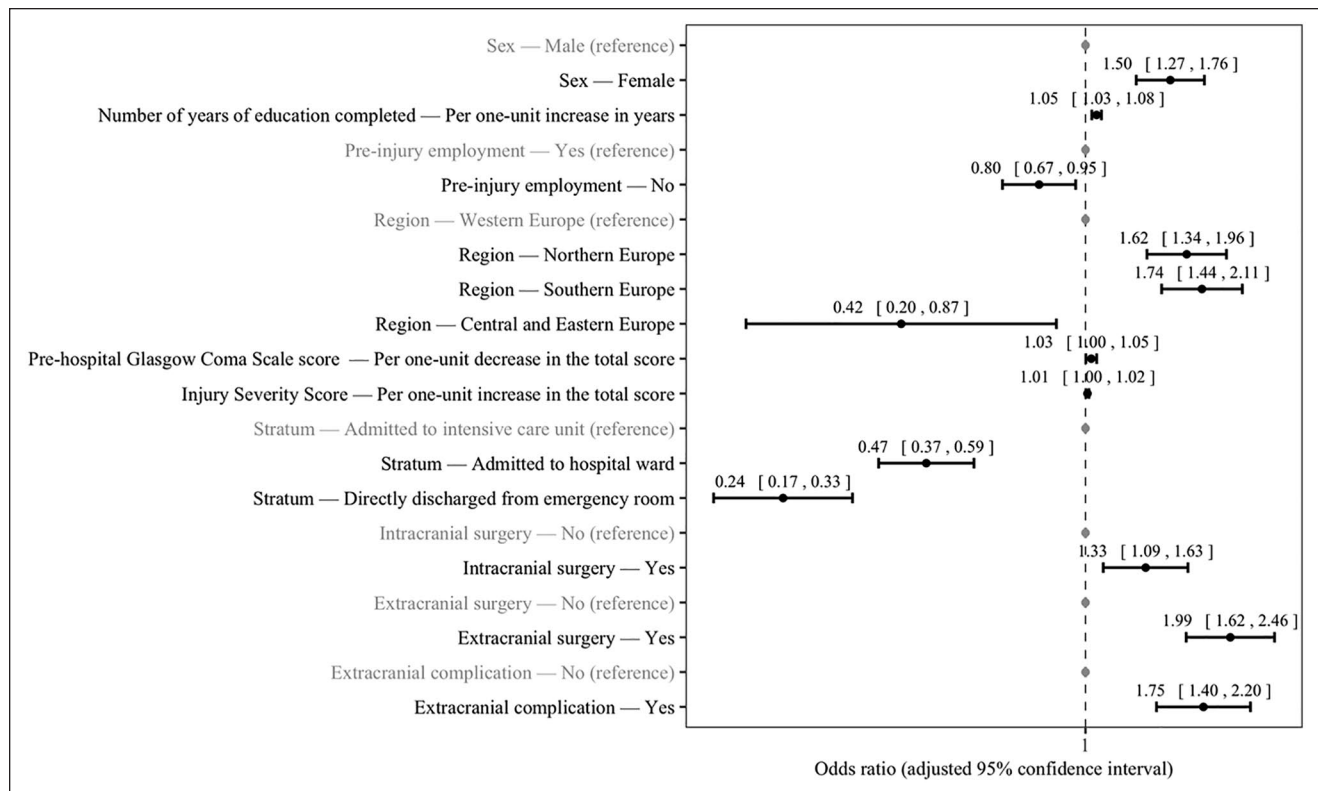 Sex — Male (reference)
1.50 [ 1.27 , 1.76 ]
Sex — Female
1.05 [ 1.03 , 1.08 ]
Number of years of education completed — Per one-unit increase in years
Pre-injury employment — Yes (reference)
0.80 [ 0.67 , 0.95 ]
Pre-injury employment — No
Region — Western Europe (reference)
1.62 [ 1.34 , 1.96 ]
Region — Northern Europe
1.74 [ 1.44 , 2.11 ]
Region — Southern Europe
0.42 [ 0.20 , 0.87 ]
Region — Central and Eastern Europe
1.03 [ 1.00 , 1.05 ]
Pre-hospital Glasgow Coma Scale score — Per one-unit decrease in the total score
1.01 [ 1.00 , 1.02 ]
Injury Severity Score — Per one-unit increase in the total score
Stratum — Admitted to intensive care unit (reference)
0.47 [ 0.37 , 0.59 ]
Stratum — Admitted to hospital ward
0.24 [ 0.17 , 0.33 ]
Stratum — Directly discharged from emergency room
Intracranial surgery — No (reference)
1.33 [ 1.09 , 1.63 ]
Intracranial surgery — Yes
Extracranial surgery — No (reference)
1.99 [ 1.62 , 2.46 ]
Extracranial surgery — Yes
Extracranial complication — No (reference)
1.75 [ 1.40 , 2.20 ]
Extracranial complication — Yes
1
Odds ratio (adjusted 95% confidence interval)